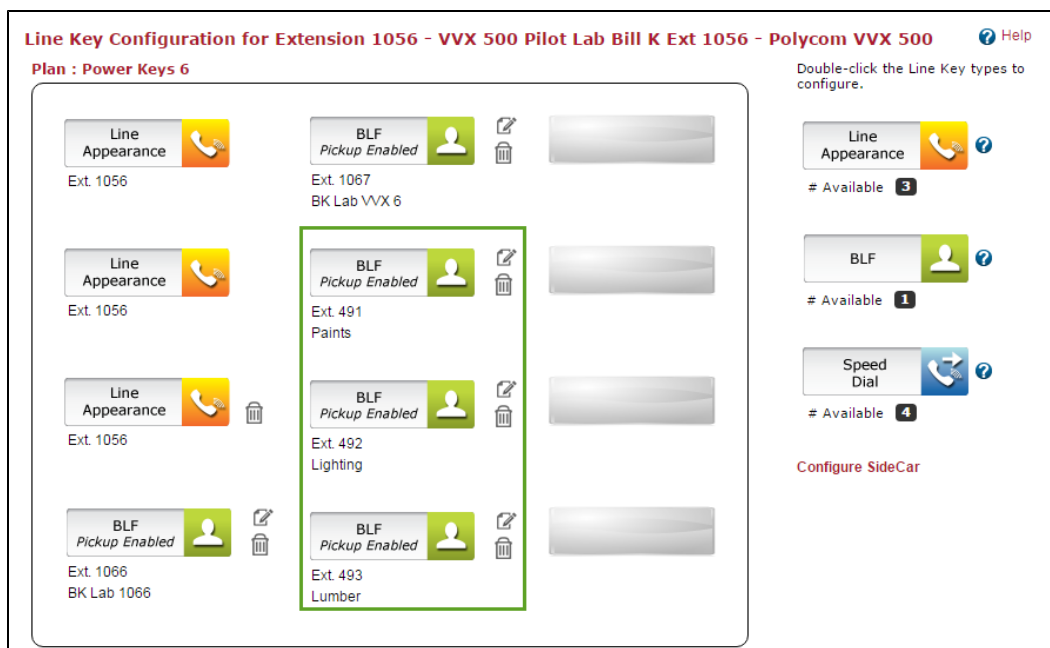 Line Key Configuration for Extension 1056 - VVX 500 Pilot Lab Bill K Ext 1056 - Polycom VVX 500
Help
Plan : Power Keys 6
Double-click the Line Key types to
configure.
Line
Appearance
Ext. 1056
BLF
Pickup Enabled
Ext. 1067
BK Lab VVX 6
Line
Appearance
# Available 3
Line
Appearance
Ext. 1056
BLF
Pickup Enabled
Ext. 491
Paints
BLF
# Available 1
Line
Appearance
Ext. 1056
BLF
Pickup Enabled
Ext. 492
Lighting
Speed
Dial
# Available 4
Configure SideCar
BLF
Pickup Enabled
Ext. 1066
BK Lab 1066
BLF
Pickup Enabled
Ext. 493
Lumber